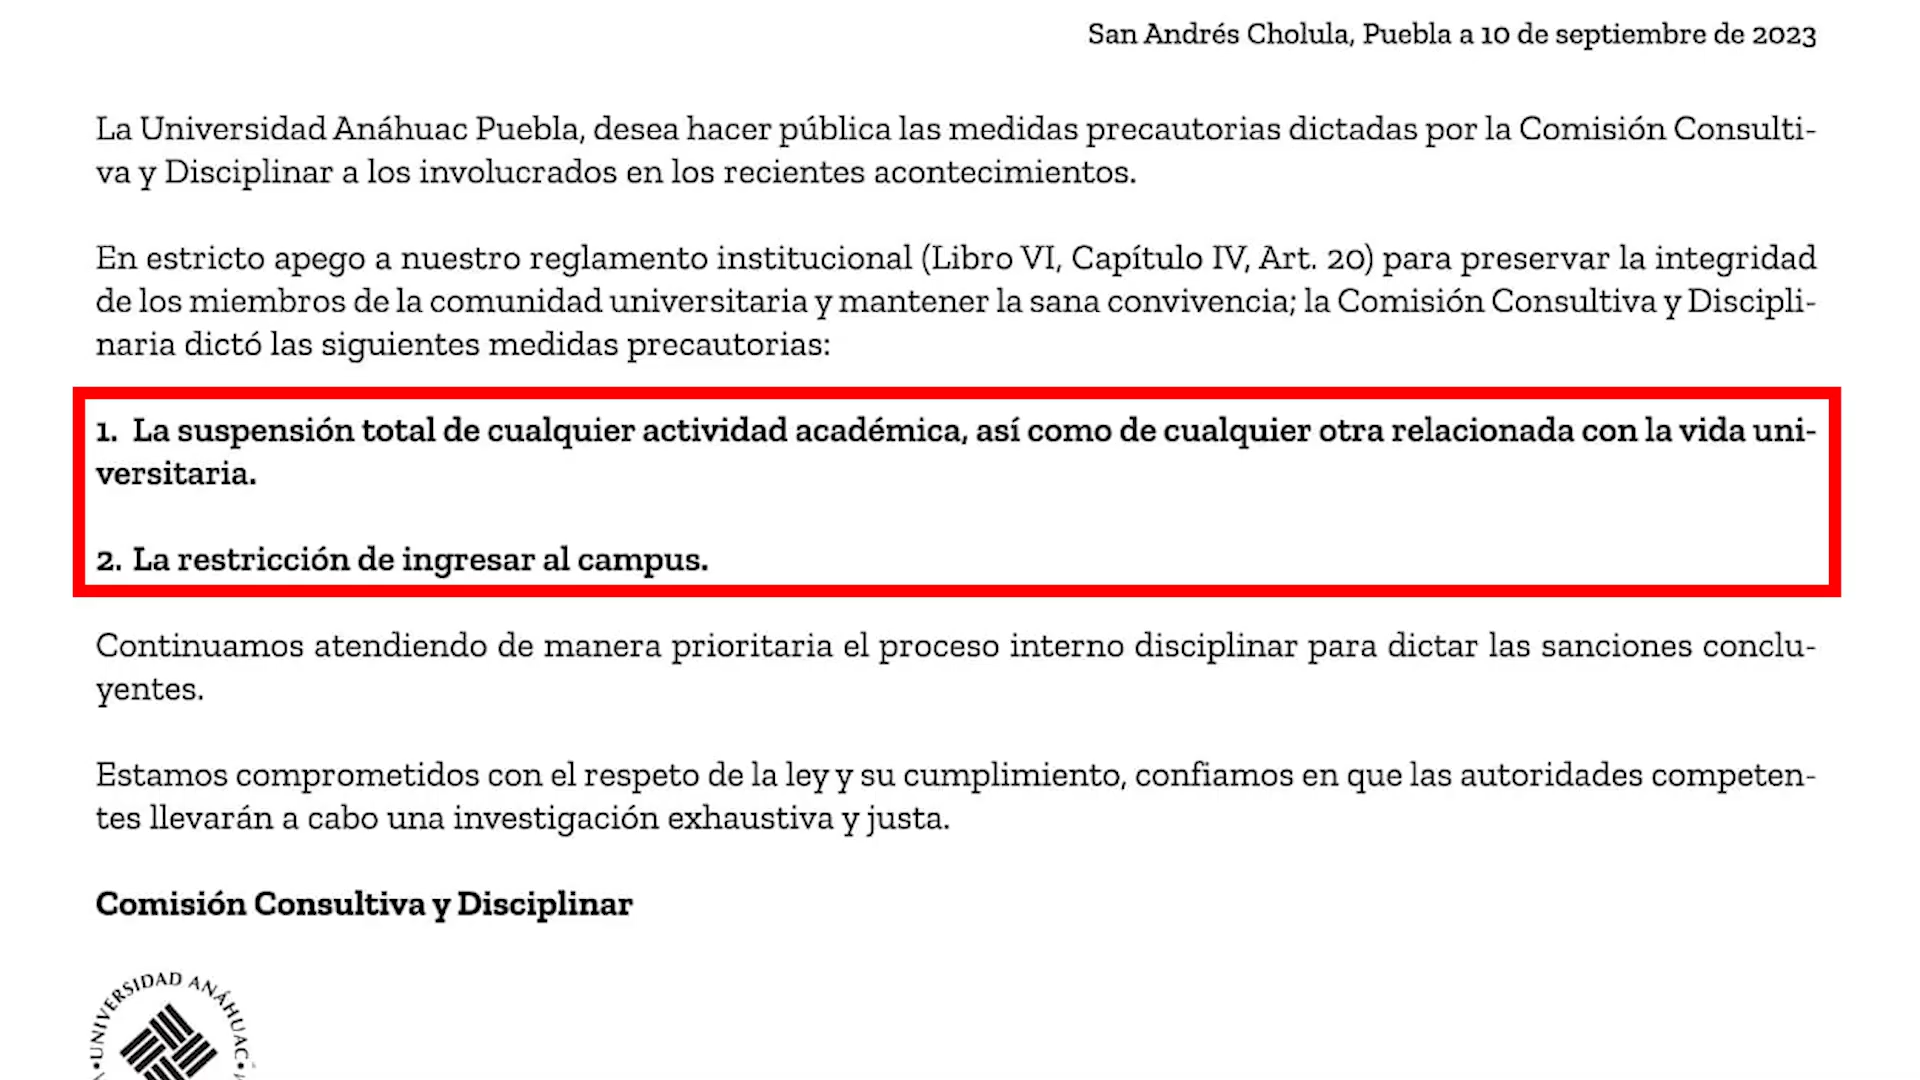 San Andrés Cholula, Puebla a 10 de septiembre de 2023
La Universidad Anáhuac Puebla, desea hacer pública las medidas precautorias dictadas por la Comisión Consulti-
va y Disciplinar a los involucrados en los recientes acontecimientos.
En estricto apego a nuestro reglamento institucional (Libro VI, Capítulo IV, Art. 20) para preservar la integridad
de los miembros de la comunidad universitaria y mantener la sana convivencia; la Comisión Consultiva y Discipli-
naria dictó las siguientes medidas precautorias:
1. La suspensión total de cualquier actividad académica, así como de cualquier otra relacionada con la vida uni-
versitaria.
2. La restricción de ingresar al campus.
Continuamos atendiendo de manera prioritaria el proceso interno disciplinar para dictar las sanciones conclu-
yentes.
Estamos comprometidos con el respeto de la ley y su cumplimiento, confiamos en que las autoridades competen-
tes llevarán a cabo una investigación exhaustiva y justa.
Comisión Consultiva y Disciplinar
•UNIVERSIDAD ANÁHUAC•